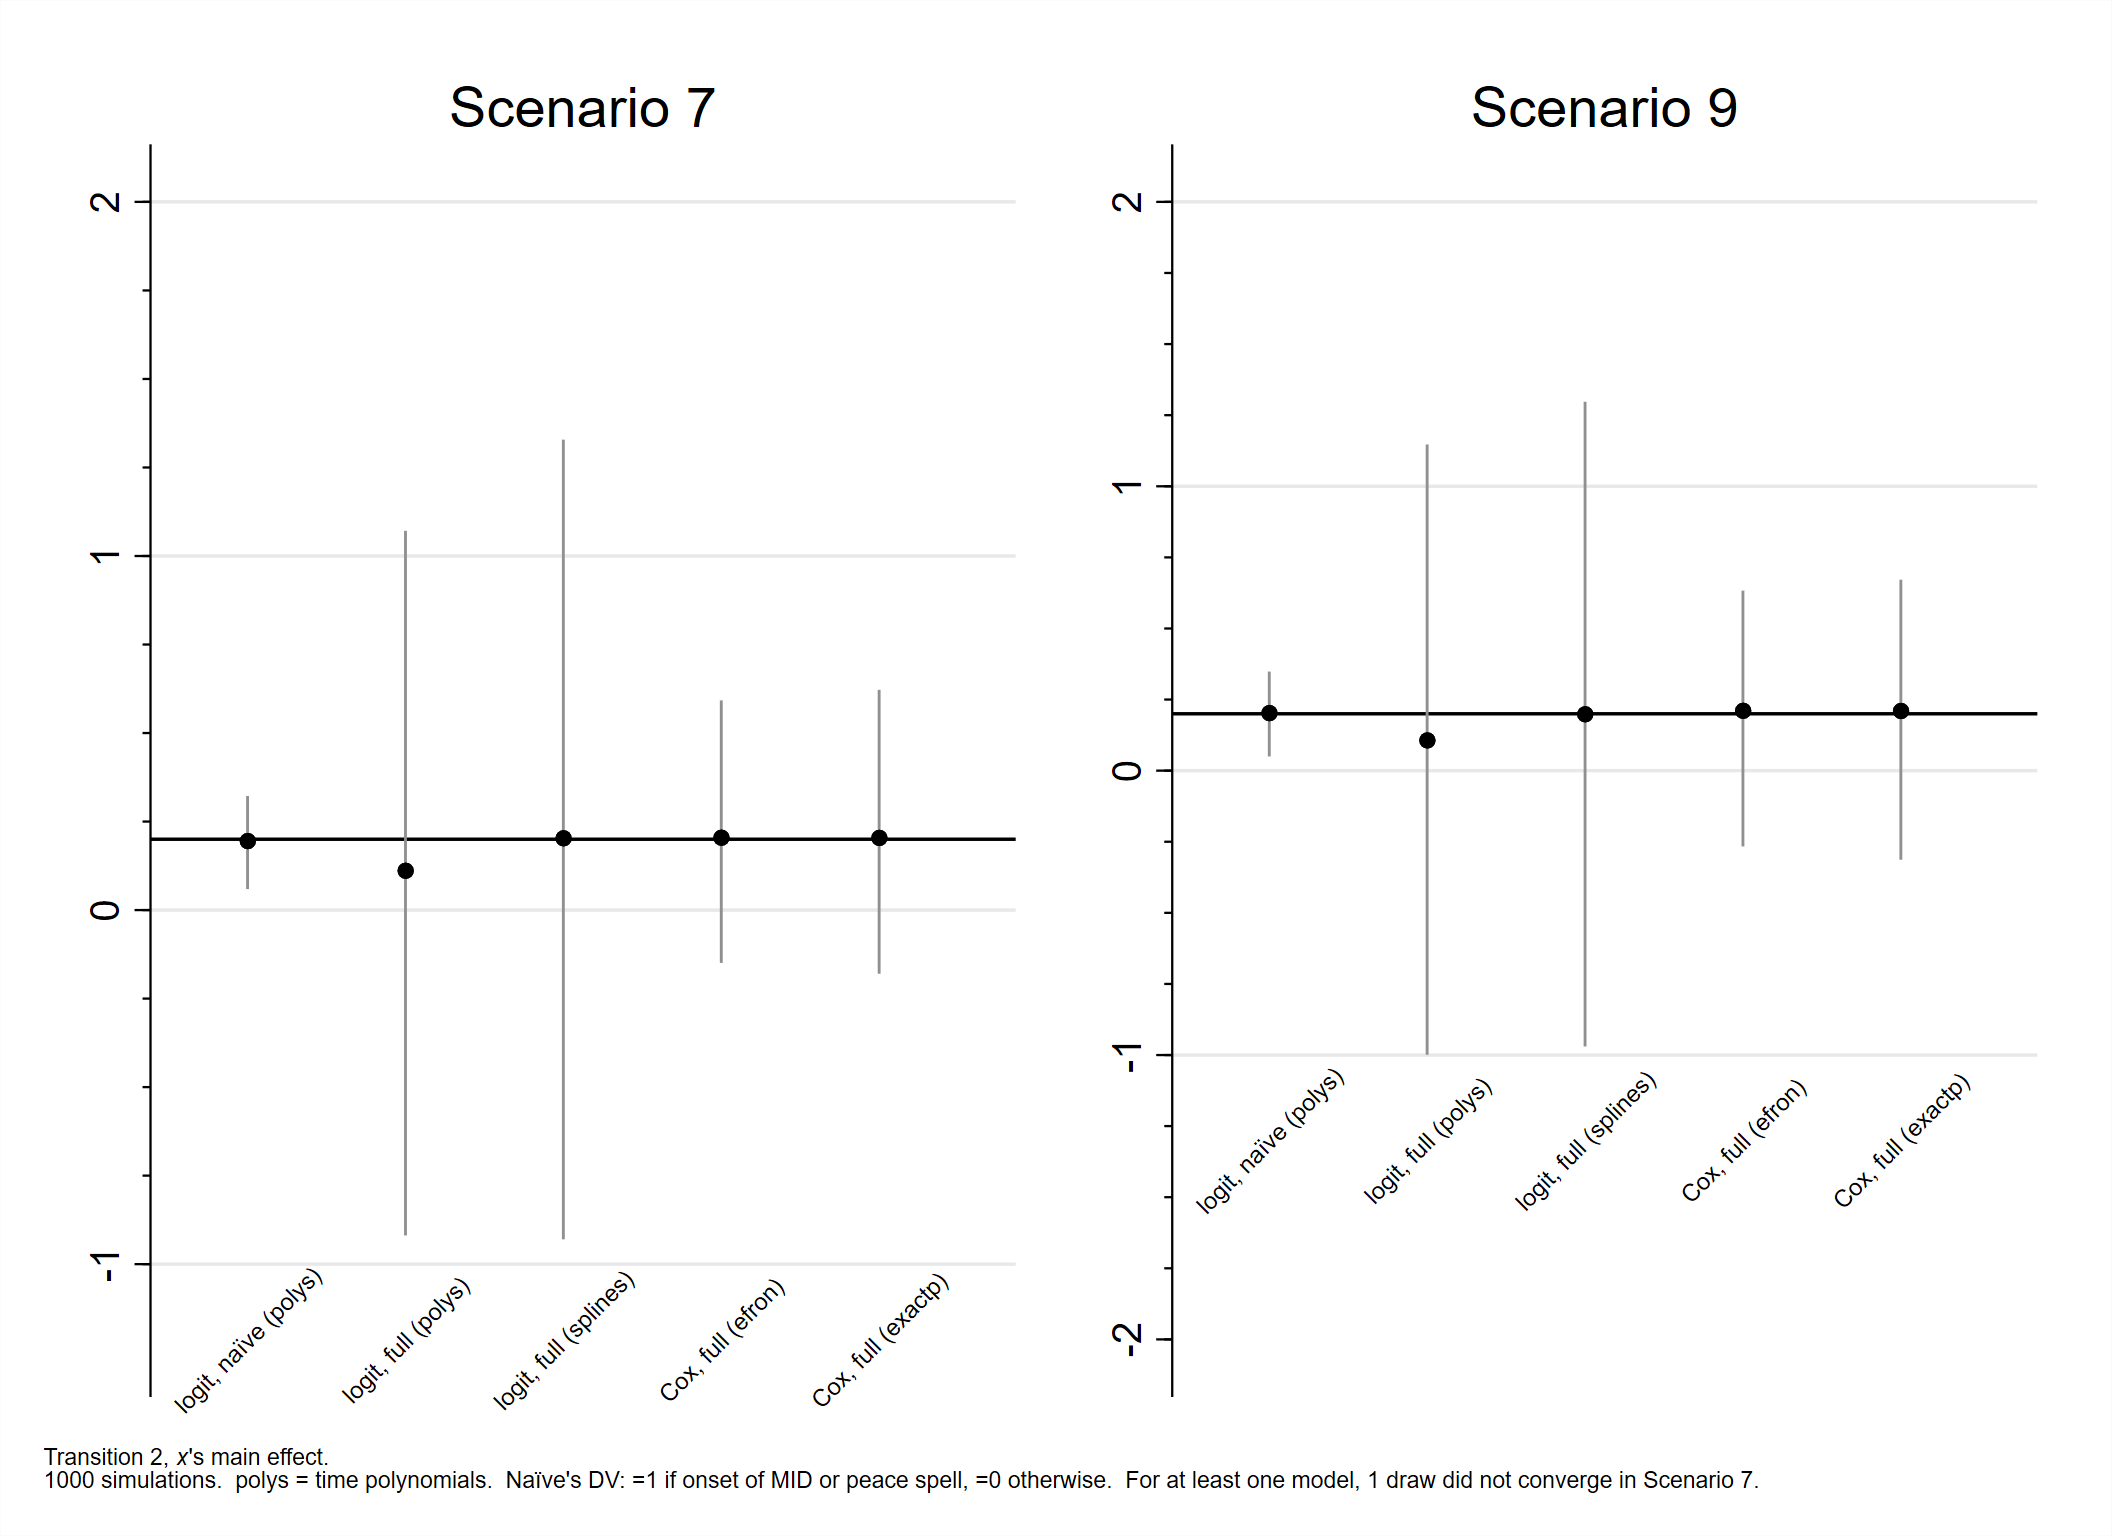 Scenario 7
2
1
0
-1
logit, naïve (polys)
logit, full (polys)
logit, full (splines)
Cox, full (efron)
Cox, full (exactp)
Scenario 9
2
1
0
-1
-2
logit, naïve (polys)
logit, full (polys)
logit, full (splines)
Cox, full (efron)
Cox, full (exactp)
Transition 2, x's main effect.
1000 simulations.  polys = time polynomials.  Naïve's DV: =1 if onset of MID or peace spell, =0 otherwise.  For at least one model, 1 draw did not converge in Scenario 7.